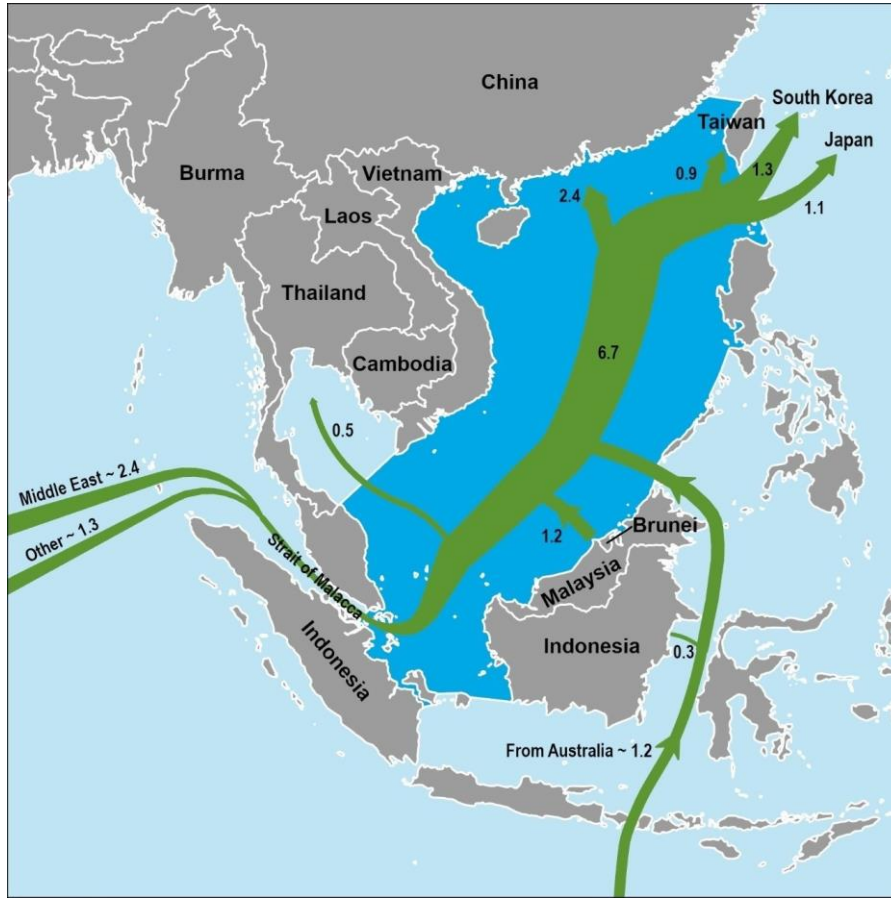 China
South Korea
Taiwan
Japan
Burma
Vietnam
0.9
1.3
2.4
1.1
Laos
Thailand
6.7
Cambodia
0.5
Middle East ~ 2.4
Other ~ 1.3
Strait of Malacca
1.2
Brunei
Malaysia
Indonesia
Indonesia
0.3
From Australia ~ 1.2